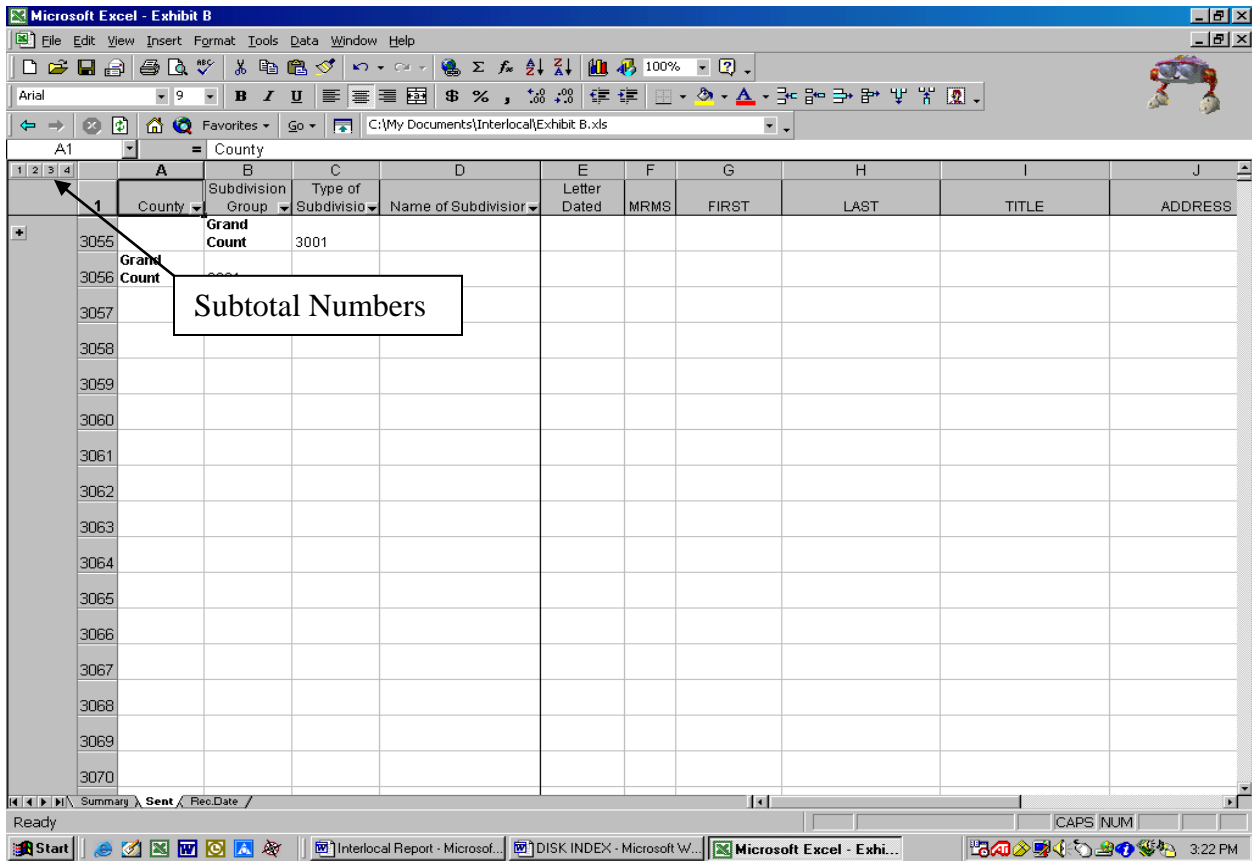 Microsoft Excel - Exhibit B
File Edit View Insert Format Tools Data Window Help
100%
Arial 9 B I U $ % ,
Favorites Go C:\My Documents\Interlocal\Exhibit B.xls
A1 = County
1 2 3 4 A B C D E F G H I J
1 County Subdivision Group Type of Subdivisio Name of Subdivision Letter Dated MRMS FIRST LAST TITLE ADDRESS
3055 Grand Count 3001
3056 Grand Count
Subtotal Numbers
3057
3058
3059
3060
3061
3062
3063
3064
3065
3066
3067
3068
3069
3070
Summary Sent Rec.Date
Ready CAPS NUM
Start Interlocal Report - Microsof... DISK INDEX - Microsoft W... Microsoft Excel - Exhi... 3:22 PM